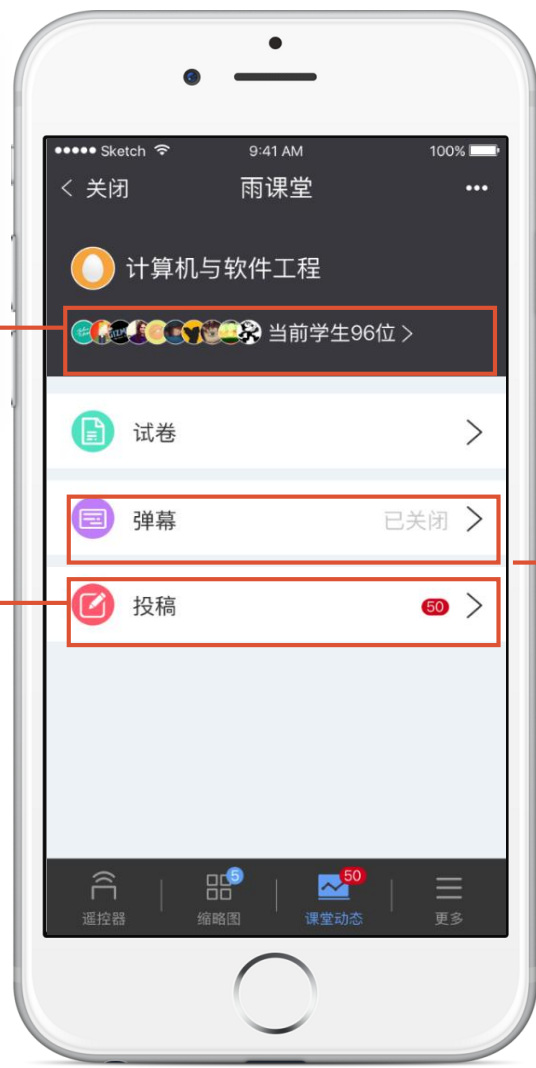 Sketch 9:41 AM 100%
关闭 雨课堂
计算机与软件工程
当前学生96位
试卷
弹幕 已关闭
投稿 50
5 50
遥控器 缩略图 课堂动态 更多